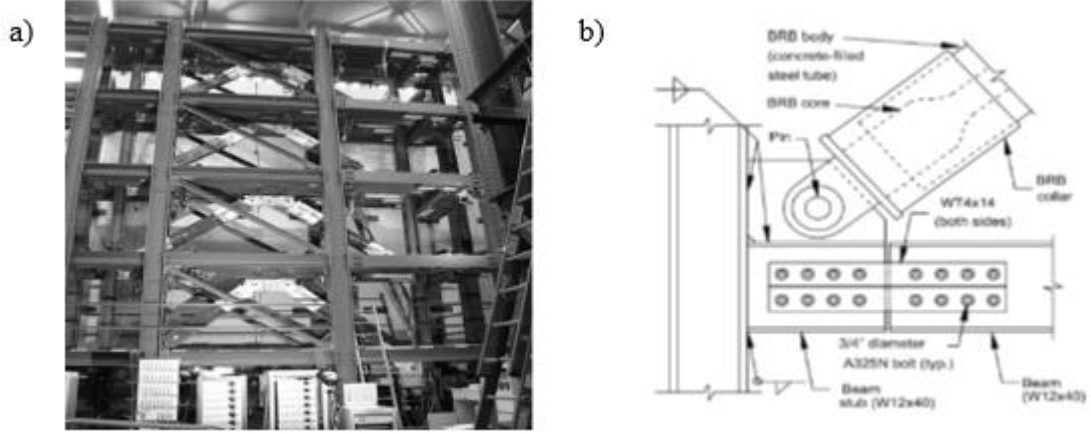 a)
b)
BRB body
(concrete-filled
steel tube)
BRB core
Pin
BRB
collar
WT4x14
(both sides)
3/4" diameter
A325N bolt (typ.)
Beam
stub (W12x40)
Beam
(W12x40)